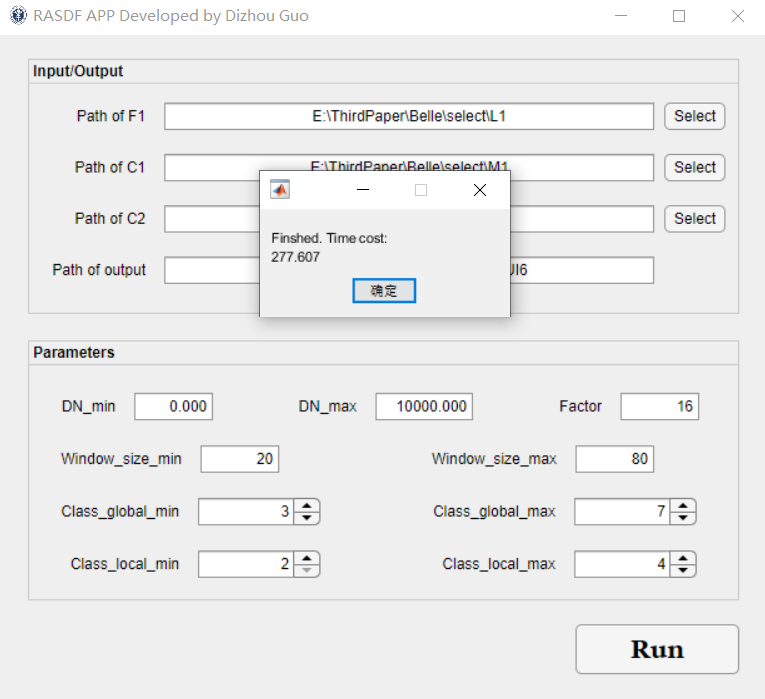 RASDF APP Developed by Dizhou Guo
Input/Output
Path of F1 E:\ThirdPaper\Belle\select\L1 Select
Path of C1 E:\ThirdPaper\Belle\select\M1 Select
Path of C2 Select
Path of output
Finshed. Time cost:
277.607
确定
Parameters
DN_min 0.000 DN_max 10000.000 Factor 16
Window_size_min 20 Window_size_max 80
Class_global_min 3 Class_global_max 7
Class_local_min 2 Class_local_max 4
Run